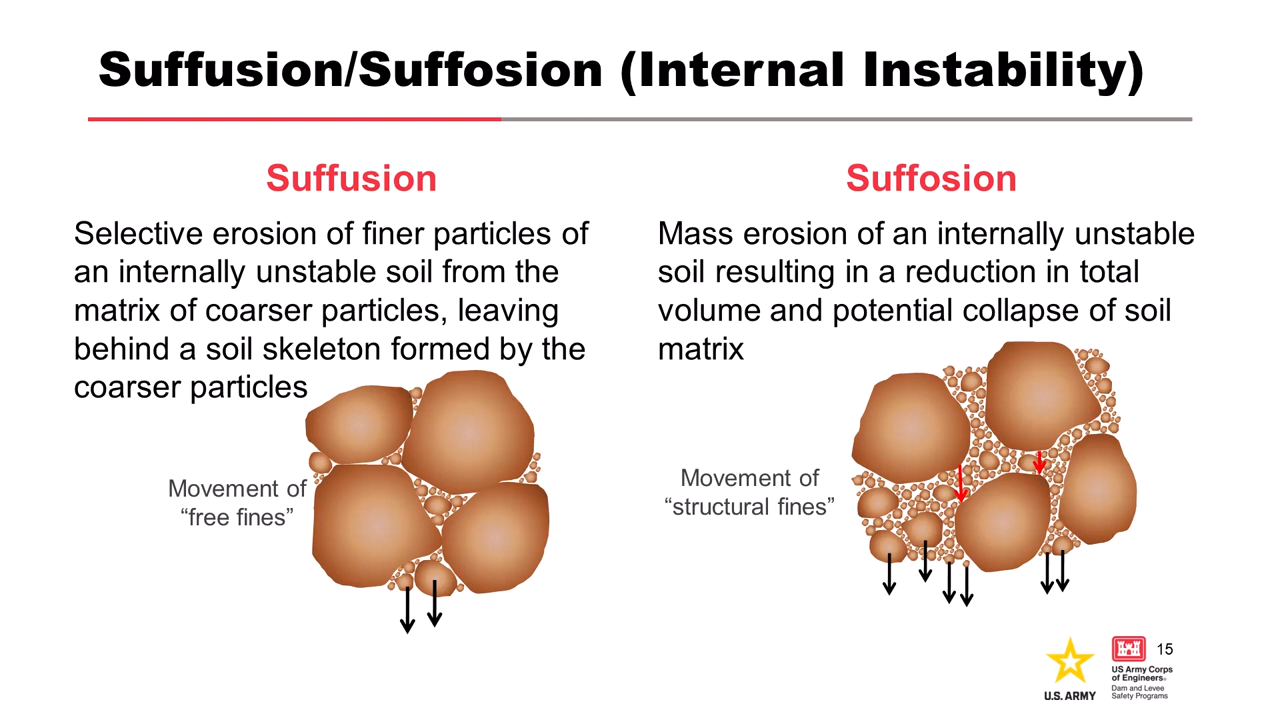 Suffusion/Suffosion (Internal Instability)
Suffusion
Selective erosion of finer particles of
an internally unstable soil from the
matrix of coarser particles, leaving
behind a soil skeleton formed by the
coarser particles
Movement of
“free fines”
Suffosion
Mass erosion of an internally unstable
soil resulting in a reduction in total
volume and potential collapse of soil
matrix
Movement of
“structural fines”
U.S. ARMY
US Army Corps
of Engineers®
Dam and Levee
Safety Programs
15